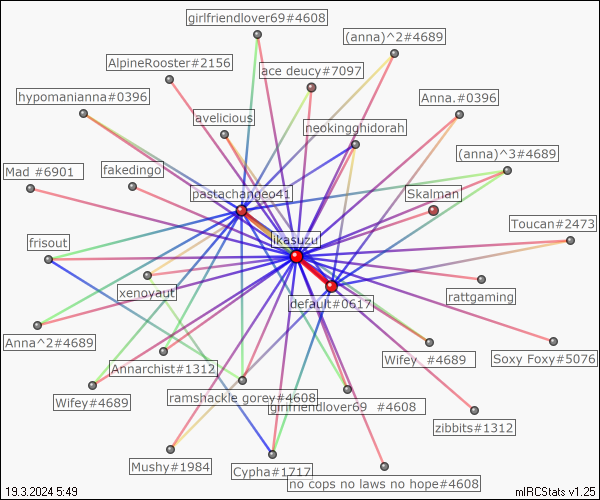 girlfriendlover69#4608
(anna)^2#4689
AlpineRooster#2156
ace deucy#7097
hypomanianna#0396
Anna.#0396
avelicious
neokingghidorah
(anna)^3#4689
Mad #6901
fakedingo
pastachangeo41
Skalman
Toucan#2473
frisout
ikasuzu
xenovaut
default#0617
rattgaming
Anna^2#4689
Annarchist#1312
Wifey #4689
Soxy Foxy#5076
Wifey#4689
ramshackle gorey#4608
girlfriendlover69 #4608
zibbits#1312
Mushy#1984
Cypha#1717
no cops no laws no hope#4608
19.3.2024 5:49
mIRCStats v1.25